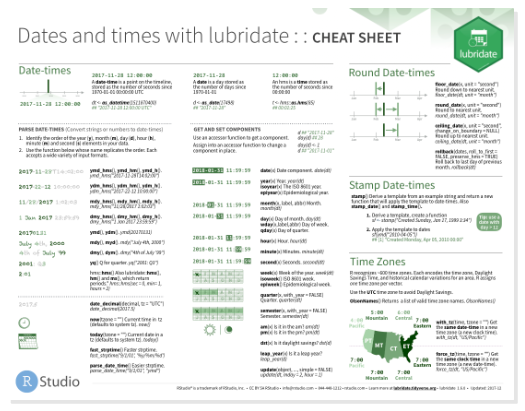 Dates and times with lubridate : : CHEAT SHEET
lubridate
Date-times
2017-11-28 12:00:00
2017-11-28 12:00:00
A date-time is a point on the timeline,
stored as the number of seconds since
1970-01-01 00:00:00 UTC
dt <- as_datetime(1511870400)
## "2017-11-28 12:00:00 UTC"
2017-11-28
A date is a day stored as
the number of days since
1970-01-01
d <- as_date(17498)
## "2017-11-28"
12:00:00
An hms is a time stored as
the number of seconds since
00:00:00
t <- hms::as.hms(85)
## 00:01:25
PARSE DATE-TIMES (Convert strings or numbers to date-times)
1. Identify the order of the year (y), month (m), day (d), hour (h),
minute (m) and second (s) elements in your data.
2. Use the function below whose name replicates the order. Each
accepts a wide variety of input formats.
2017-11-28T14:02:00
ymd_hms(), ymd_hm(), ymd_h().
ymd_hms("2017-11-28T14:02:00")
2017-22-12 10:00:00
ydm_hms(), ydm_hm(), ydm_h().
ydm_hms("2017-22-12 10:00:00")
11/28/2017 1:02:03
mdy_hms(), mdy_hm(), mdy_h().
mdy_hms("11/28/2017 1:02:03")
1 Jan 2017 23:59:59
dmy_hms(), dmy_hm(), dmy_h().
dmy_hms("1 Jan 2017 23:59:59")
20170131
ymd(), ydm(). ymd(20170131)
July 4th, 2000
mdy(), myd(). mdy("July 4th, 2000")
4th of July '99
dmy(), dym(). dmy("4th of July '99")
2001: Q3
yq() Q for quarter. yq("2001: Q3")
2:01
hms::hms() Also lubridate::hms(),
hm() and ms(), which return
periods.* hms::hms(sec = 0, min = 1,
hours = 2)
2017.5
date_decimal(decimal, tz = "UTC")
date_decimal(2017.5)
now(tzone = "") Current time in tz
(defaults to system tz). now()
today(tzone = "") Current date in a
tz (defaults to system tz). today()
fast_strptime() Faster strptime.
fast_strptime('9/1/01', '%y/%m/%d')
parse_date_time() Easier strptime.
parse_date_time("9/1/01", "ymd")
GET AND SET COMPONENTS
Use an accessor function to get a component.
Assign into an accessor function to change a
component in place.
d ## "2017-11-28"
day(d) ## 28
day(d) <- 1
d ## "2017-11-01"
2018-01-31 11:59:59
date(x) Date component. date(dt)
2018-01-31 11:59:59
year(x) Year. year(dt)
isoyear(x) The ISO 8601 year.
epiyear(x) Epidemiological year.
2018-01-31 11:59:59
month(x, label, abbr) Month.
month(dt)
2018-01-31 11:59:59
day(x) Day of month. day(dt)
wday(x,label,abbr) Day of week.
qday(x) Day of quarter.
2018-01-31 11:59:59
hour(x) Hour. hour(dt)
2018-01-31 11:59:59
minute(x) Minutes. minute(dt)
2018-01-31 11:59:59
second(x) Seconds. second(dt)
week(x) Week of the year. week(dt)
isoweek() ISO 8601 week.
epiweek() Epidemiological week.
quarter(x, with_year = FALSE)
Quarter. quarter(dt)
semester(x, with_year = FALSE)
Semester. semester(dt)
am(x) Is it in the am? am(dt)
pm(x) Is it in the pm? pm(dt)
dst(x) Is it daylight savings? dst(d)
leap_year(x) Is it a leap year?
leap_year(d)
update(object, ..., simple = FALSE)
update(dt, mday = 2, hour = 1)
Round Date-times
floor_date(x, unit = "second")
Round down to nearest unit.
floor_date(dt, unit = "month")
round_date(x, unit = "second")
Round to nearest unit.
round_date(dt, unit = "month")
ceiling_date(x, unit = "second",
change_on_boundary = NULL)
Round up to nearest unit.
ceiling_date(dt, unit = "month")
rollback(dates, roll_to_first =
FALSE, preserve_hms = TRUE)
Roll back to last day of previous
month. rollback(dt)
Stamp Date-times
stamp() Derive a template from an example string and return a new
function that will apply the template to date-times. Also
stamp_date() and stamp_time().
1. Derive a template, create a function
sf <- stamp("Created Sunday, Jan 17, 1999 3:34")
2. Apply the template to dates
sf(ymd("2010-04-05"))
## [1] "Created Monday, Apr 05, 2010 00:00"
Time Zones
R recognizes ~600 time zones. Each encodes the time zone, Daylight
Savings Time, and historical calendar variations for an area. R assigns
one time zone per vector.
Use the UTC time zone to avoid Daylight Savings.
OlsonNames() Returns a list of valid time zone names. OlsonNames()
4:00
Pacific
5:00
Mountain
6:00
Central
7:00
Eastern
PT
MT
CT
ET
7:00
Pacific
7:00
Mountain
7:00
Central
7:00
Eastern
with_tz(time, tzone = "") Get
the same date-time in a new
time zone (a new clock time).
with_tz(dt, "US/Pacific")
force_tz(time, tzone = "") Get
the same clock time in a new
time zone (a new date-time).
force_tz(dt, "US/Pacific")
R Studio